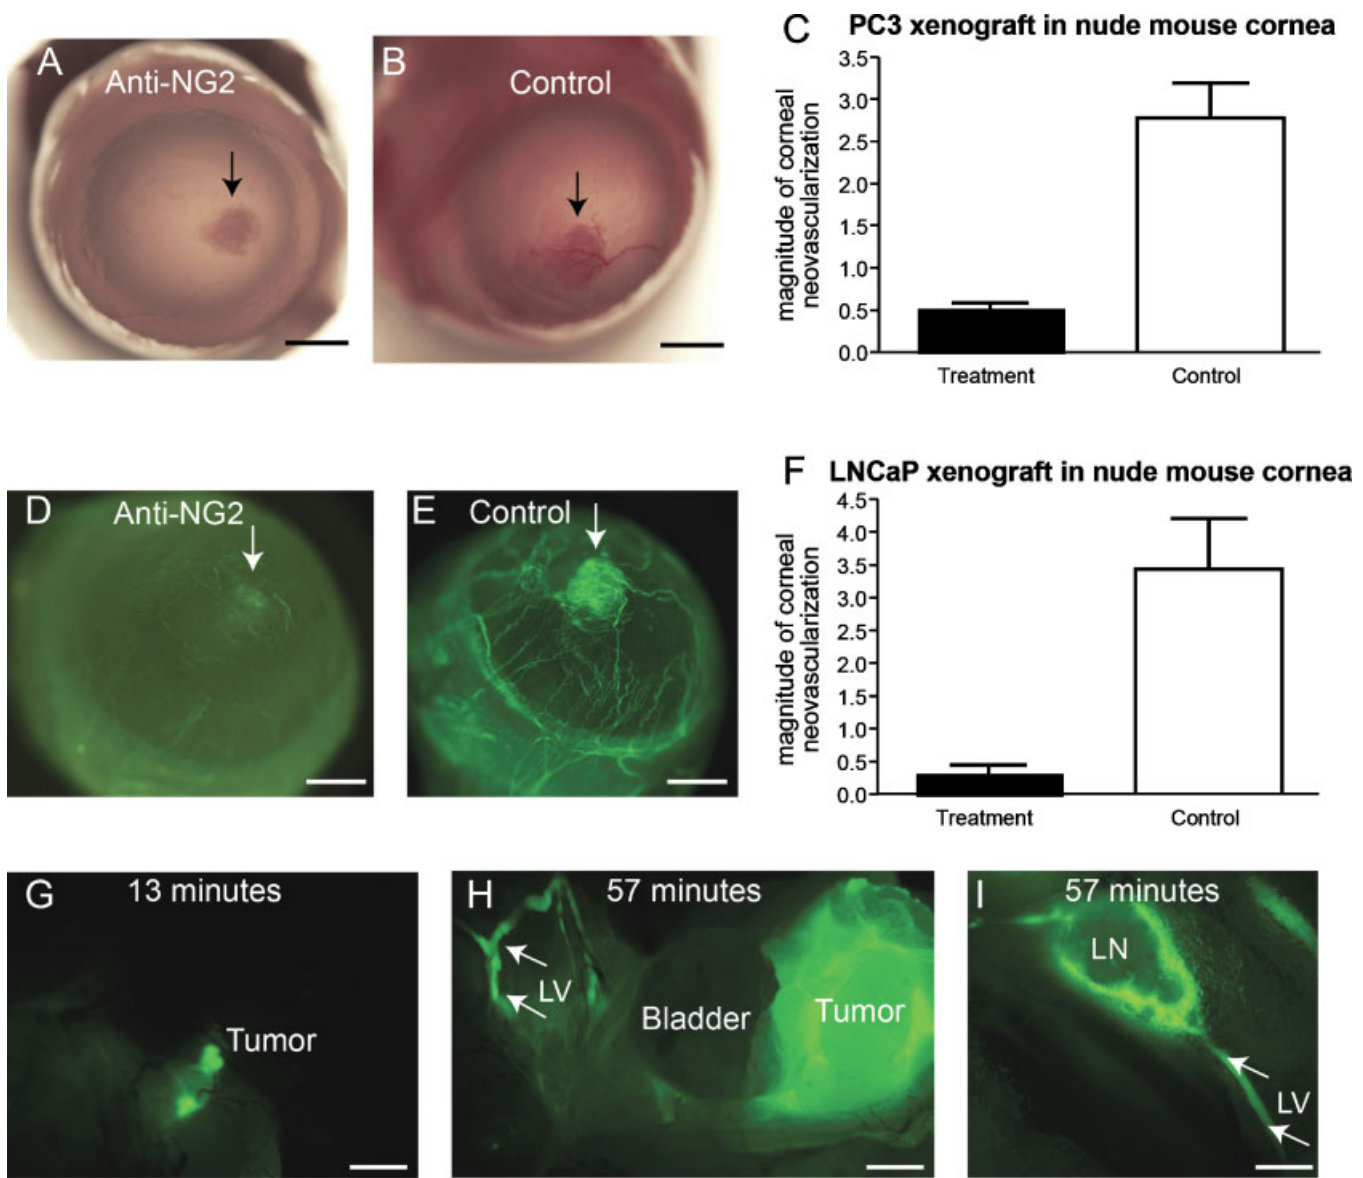 A
Anti-NG2
B
Control
C
PC3 xenograft in nude mouse cornea
magnitude of corneal
neovascularization
3.5
3.0
2.5
2.0
1.5
1.0
0.5
0.0
Treatment
Control
D
Anti-NG2
E
Control
F
LNCaP xenograft in nude mouse cornea
magnitude of corneal
neovascularization
4.5
4.0
3.5
3.0
2.5
2.0
1.5
1.0
0.5
0.0
Treatment
Control
G
13 minutes
Tumor
H
57 minutes
LV
Bladder
Tumor
I
57 minutes
LN
LV